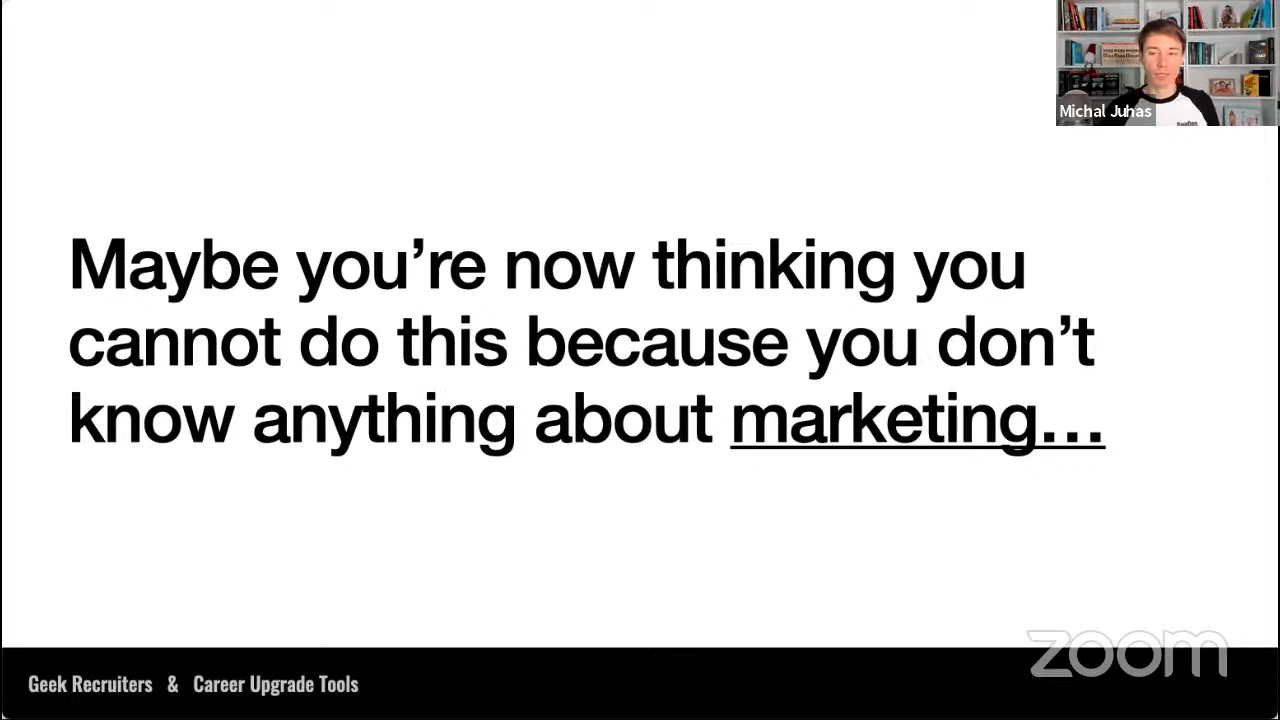 Michal Juhas
Maybe you’re now thinking you
cannot do this because you don’t
know anything about marketing…
zoom
Geek Recruiters & Career Upgrade Tools